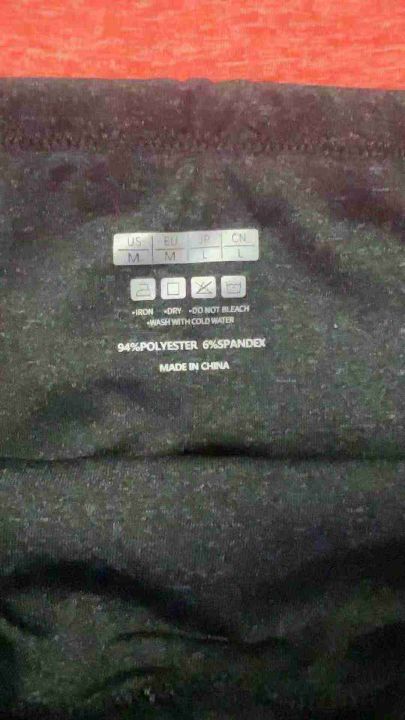 US EU JP CN
M M L L
•IRON •DRY •DO NOT BLEACH
•WASH WITH COLD WATER
94%POLYESTER 6%SPANDEX
MADE IN CHINA